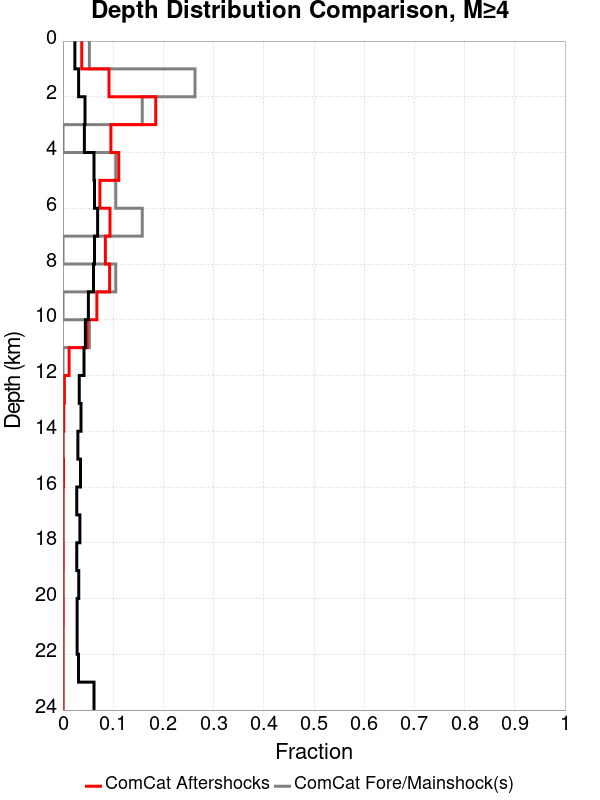 Depth Distribution Comparison, M≥4
0
2
4
6
8
10
12
14
16
18
20
22
24
Depth (km)
0 0.1 0.2 0.3 0.4 0.5 0.6 0.7 0.8 0.9 1
Fraction
ComCat Aftershocks ComCat Fore/Mainshock(s)